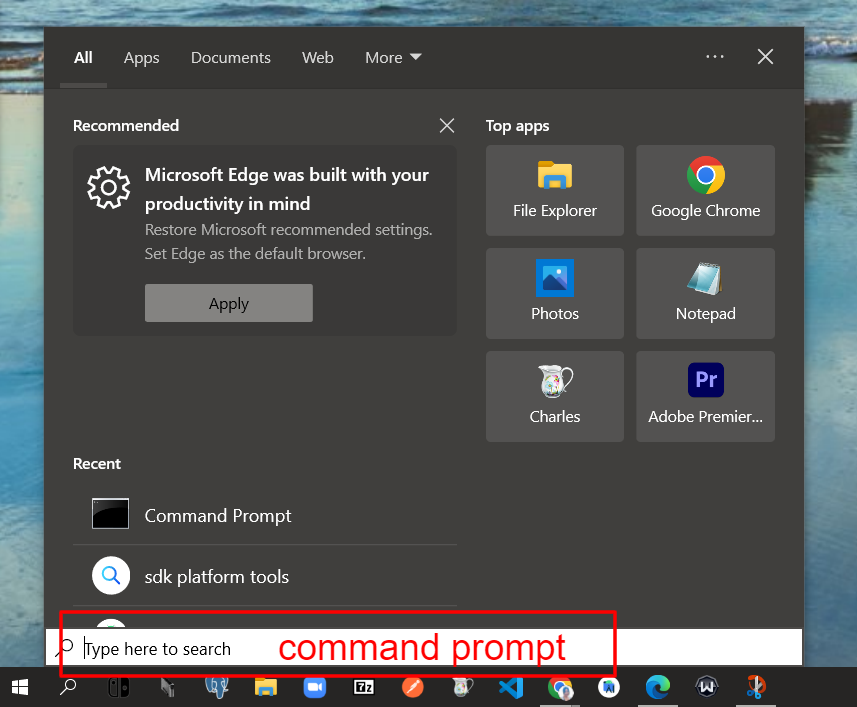 All Apps Documents Web More ...
Recommended
Microsoft Edge was built with your
productivity in mind
Restore Microsoft recommended settings.
Set Edge as the default browser.
Apply
Top apps
File Explorer
Google Chrome
Photos
Notepad
Charles
Pr
Adobe Premier...
Recent
Command Prompt
sdk platform tools
Type here to search command prompt
7z
W